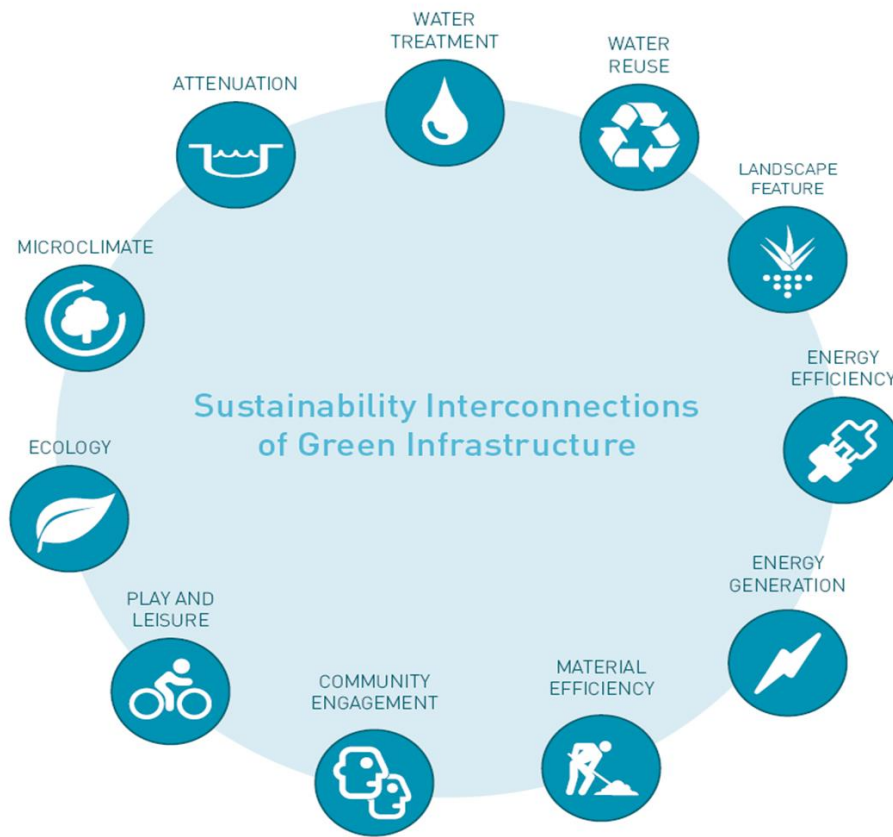 WATER
TREATMENT
WATER
REUSE
ATTENUATION
LANDSCAPE
FEATURE
MICROCLIMATE
ENERGY
EFFICIENCY
Sustainability Interconnections
of Green Infrastructure
ECOLOGY
ENERGY
GENERATION
PLAY AND
LEISURE
MATERIAL
EFFICIENCY
COMMUNITY
ENGAGEMENT